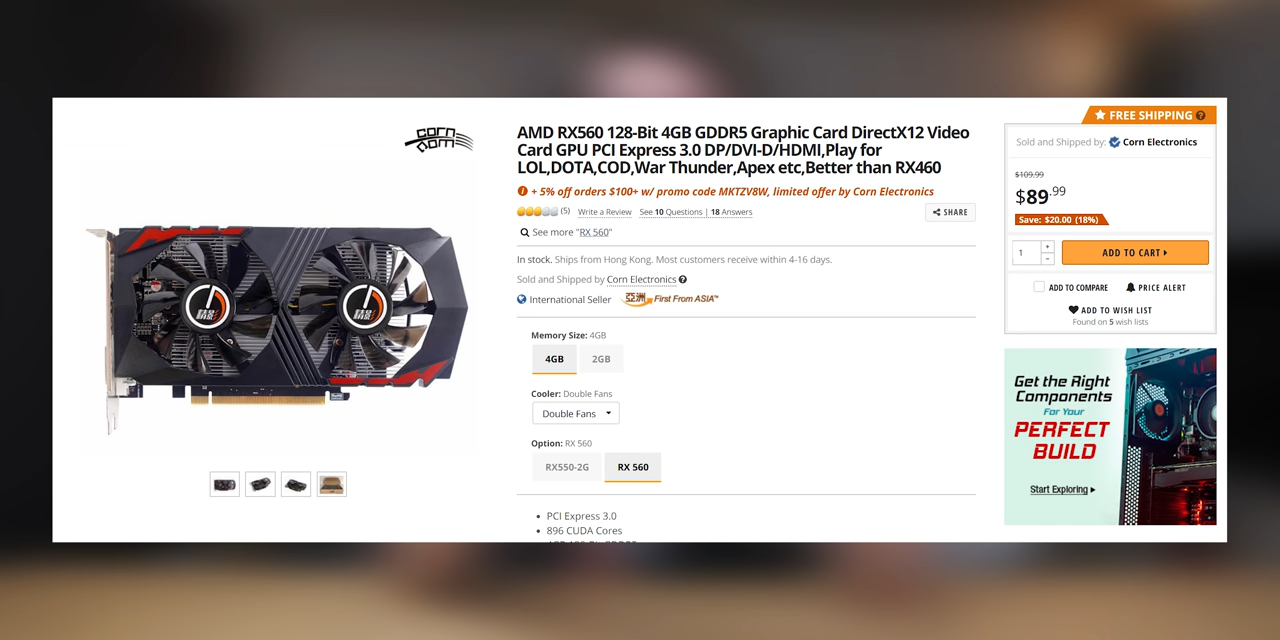 corn
corn
AMD RX560 128-Bit 4GB GDDR5 Graphic Card DirectX12 Video
Card GPU PCI Express 3.0 DP/DVI-D/HDMI,Play for
LOL,DOTA,COD,War Thunder,Apex etc,Better than RX460
+ 5% off orders $100+ w/ promo code MKTZV8W, limited offer by Corn Electronics
(5) Write a Review See 10 Questions | 18 Answers
SHARE
See more "RX 560"
In stock. Ships from Hong Kong. Most customers receive within 4-16 days.
Sold and Shipped by Corn Electronics ?
International Seller 亞洲 First From ASIA™
Memory Size: 4GB
4GB 2GB
Cooler: Double Fans
Double Fans
Option: RX 560
RX550-2G RX 560
• PCI Express 3.0
• 896 CUDA Cores
FREE SHIPPING ?
Sold and Shipped by: Corn Electronics
$109.99
$89.99
Save: $20.00 (18%)
1 + - ADD TO CART
ADD TO COMPARE PRICE ALERT
ADD TO WISH LIST
Found on 5 wish lists
Get the Right
Components
For Your
PERFECT
BUILD
Start Exploring